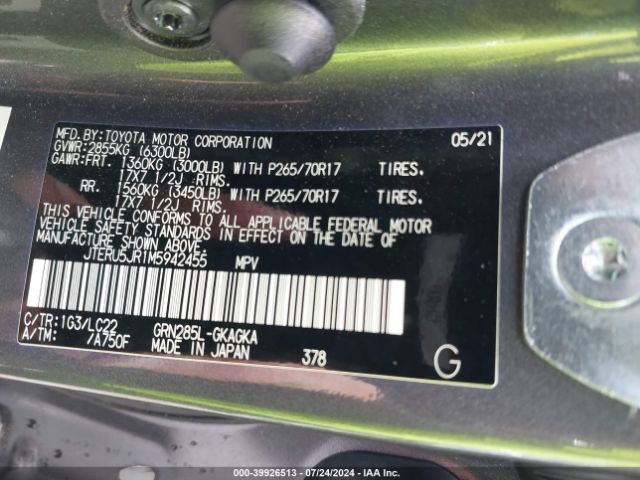 MFD.BY:TOYOTA MOTOR CORPORATION 05/21
GVWR:2855KG (6300LB)
GAWR:FRT. 1360KG (3000LB) WITH P265/70R17 TIRES.
17X7 1/2J RIMS.
RR. 1560KG (3450LB) WITH P265/70R17 TIRES.
17X7 1/2J RIMS.
THIS VEHICLE CONFORMS TO ALL APPLICABLE FEDERAL MOTOR
VEHICLE SAFETY STANDARDS IN EFFECT ON THE DATE OF
MANUFACTURE SHOWN ABOVE
JTERU5JR1M5942455 MPV
C/TR:1G3/LC22 GRN285L-GKAGKA
A/TM: /A750F MADE IN JAPAN 378 G
000-39926513 - 07/24/2024 - IAA Inc.